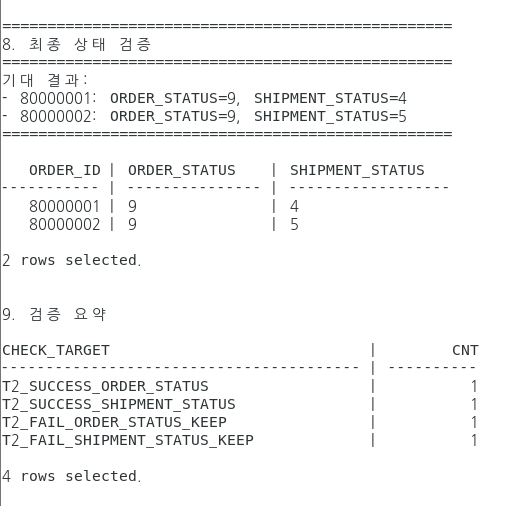 ==================================================
8. 최종 상태 검증
==================================================
기대 결과:
- 80000001: ORDER_STATUS=9, SHIPMENT_STATUS=4
- 80000002: ORDER_STATUS=9, SHIPMENT_STATUS=5
==================================================
   ORDER_ID | ORDER_STATUS    | SHIPMENT_STATUS
----------- | --------------- | ------------------
   80000001 | 9               | 4
   80000002 | 9               | 5
2 rows selected.
9. 검증 요약
CHECK_TARGET                             |        CNT
---------------------------------------- | ----------
T2_SUCCESS_ORDER_STATUS                  |          1
T2_SUCCESS_SHIPMENT_STATUS               |          1
T2_FAIL_ORDER_STATUS_KEEP                |          1
T2_FAIL_SHIPMENT_STATUS_KEEP             |          1
4 rows selected.